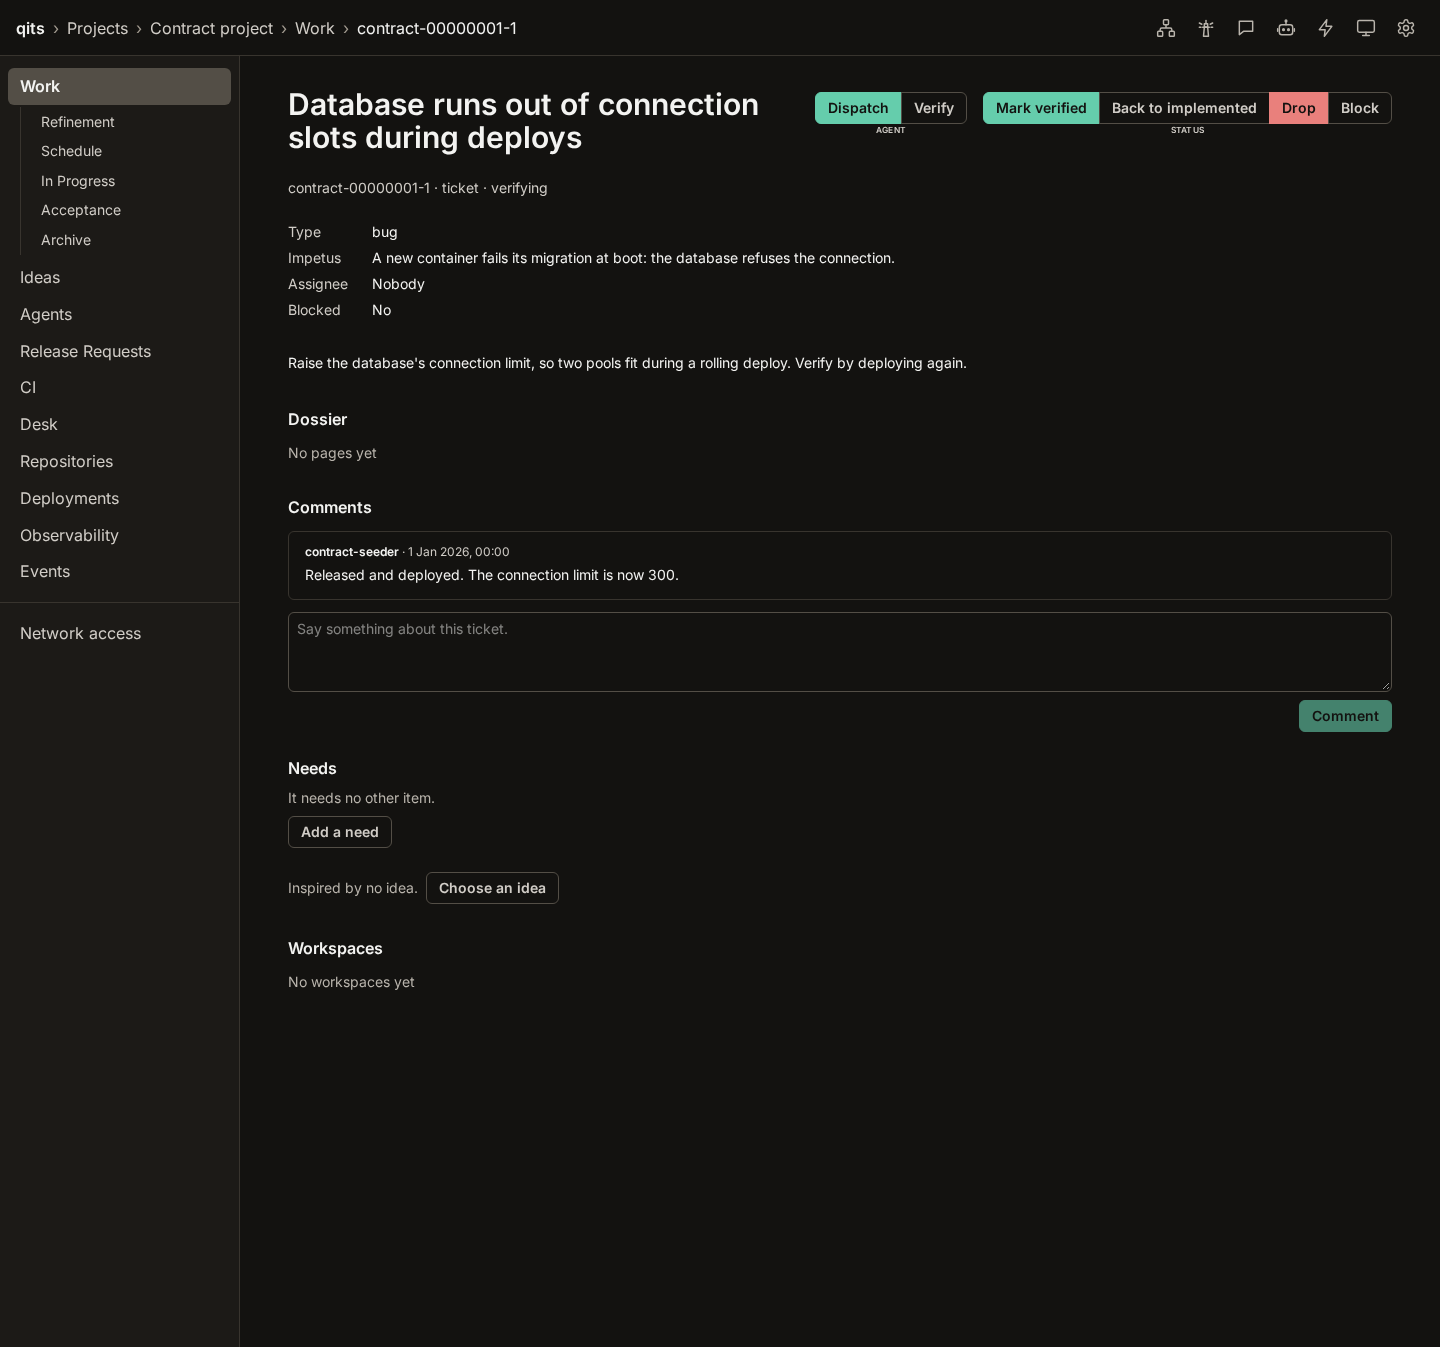 qits › Projects › Contract project › Work › contract-00000001-1
Work
Refinement
Schedule
In Progress
Acceptance
Archive
Ideas
Agents
Release Requests
CI
Desk
Repositories
Deployments
Observability
Events
Network access
Database runs out of connection
slots during deploys
Dispatch Verify
AGENT
Mark verified Back to implemented Drop Block
STATUS
contract-00000001-1 · ticket · verifying
Type bug
Impetus A new container fails its migration at boot: the database refuses the connection.
Assignee Nobody
Blocked No
Raise the database's connection limit, so two pools fit during a rolling deploy. Verify by deploying again.
Dossier
No pages yet
Comments
contract-seeder · 1 Jan 2026, 00:00
Released and deployed. The connection limit is now 300.
Say something about this ticket.
Comment
Needs
It needs no other item.
Add a need
Inspired by no idea. Choose an idea
Workspaces
No workspaces yet